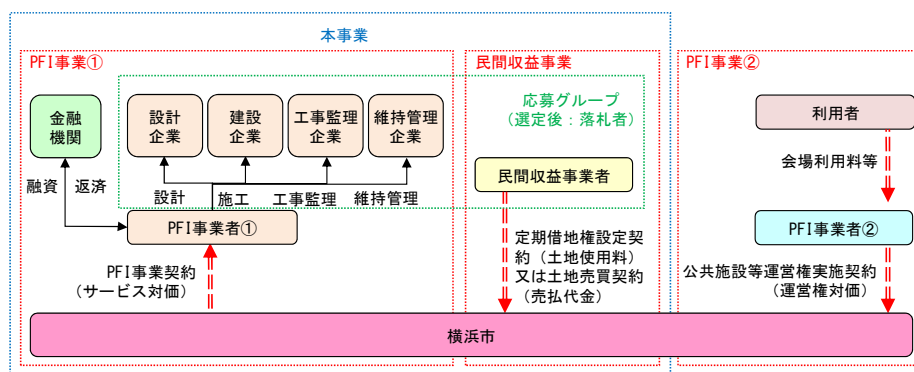 本事業
PFI事業①
民間収益事業
PFI事業②
応募グループ
（選定後：落札者）
金融
機関
設計
企業
建設
企業
工事監理
企業
維持管理
企業
利用者
民間収益事業者
会場利用料等
融資
返済
設計
施工
工事監理
維持管理
PFI事業者①
PFI事業者②
PFI事業契約
（サービス対価）
定期借地権設定契
約（土地使用料）
又は土地売買契約
（売払代金）
公共施設等運営権実施契約
（運営権対価）
横浜市